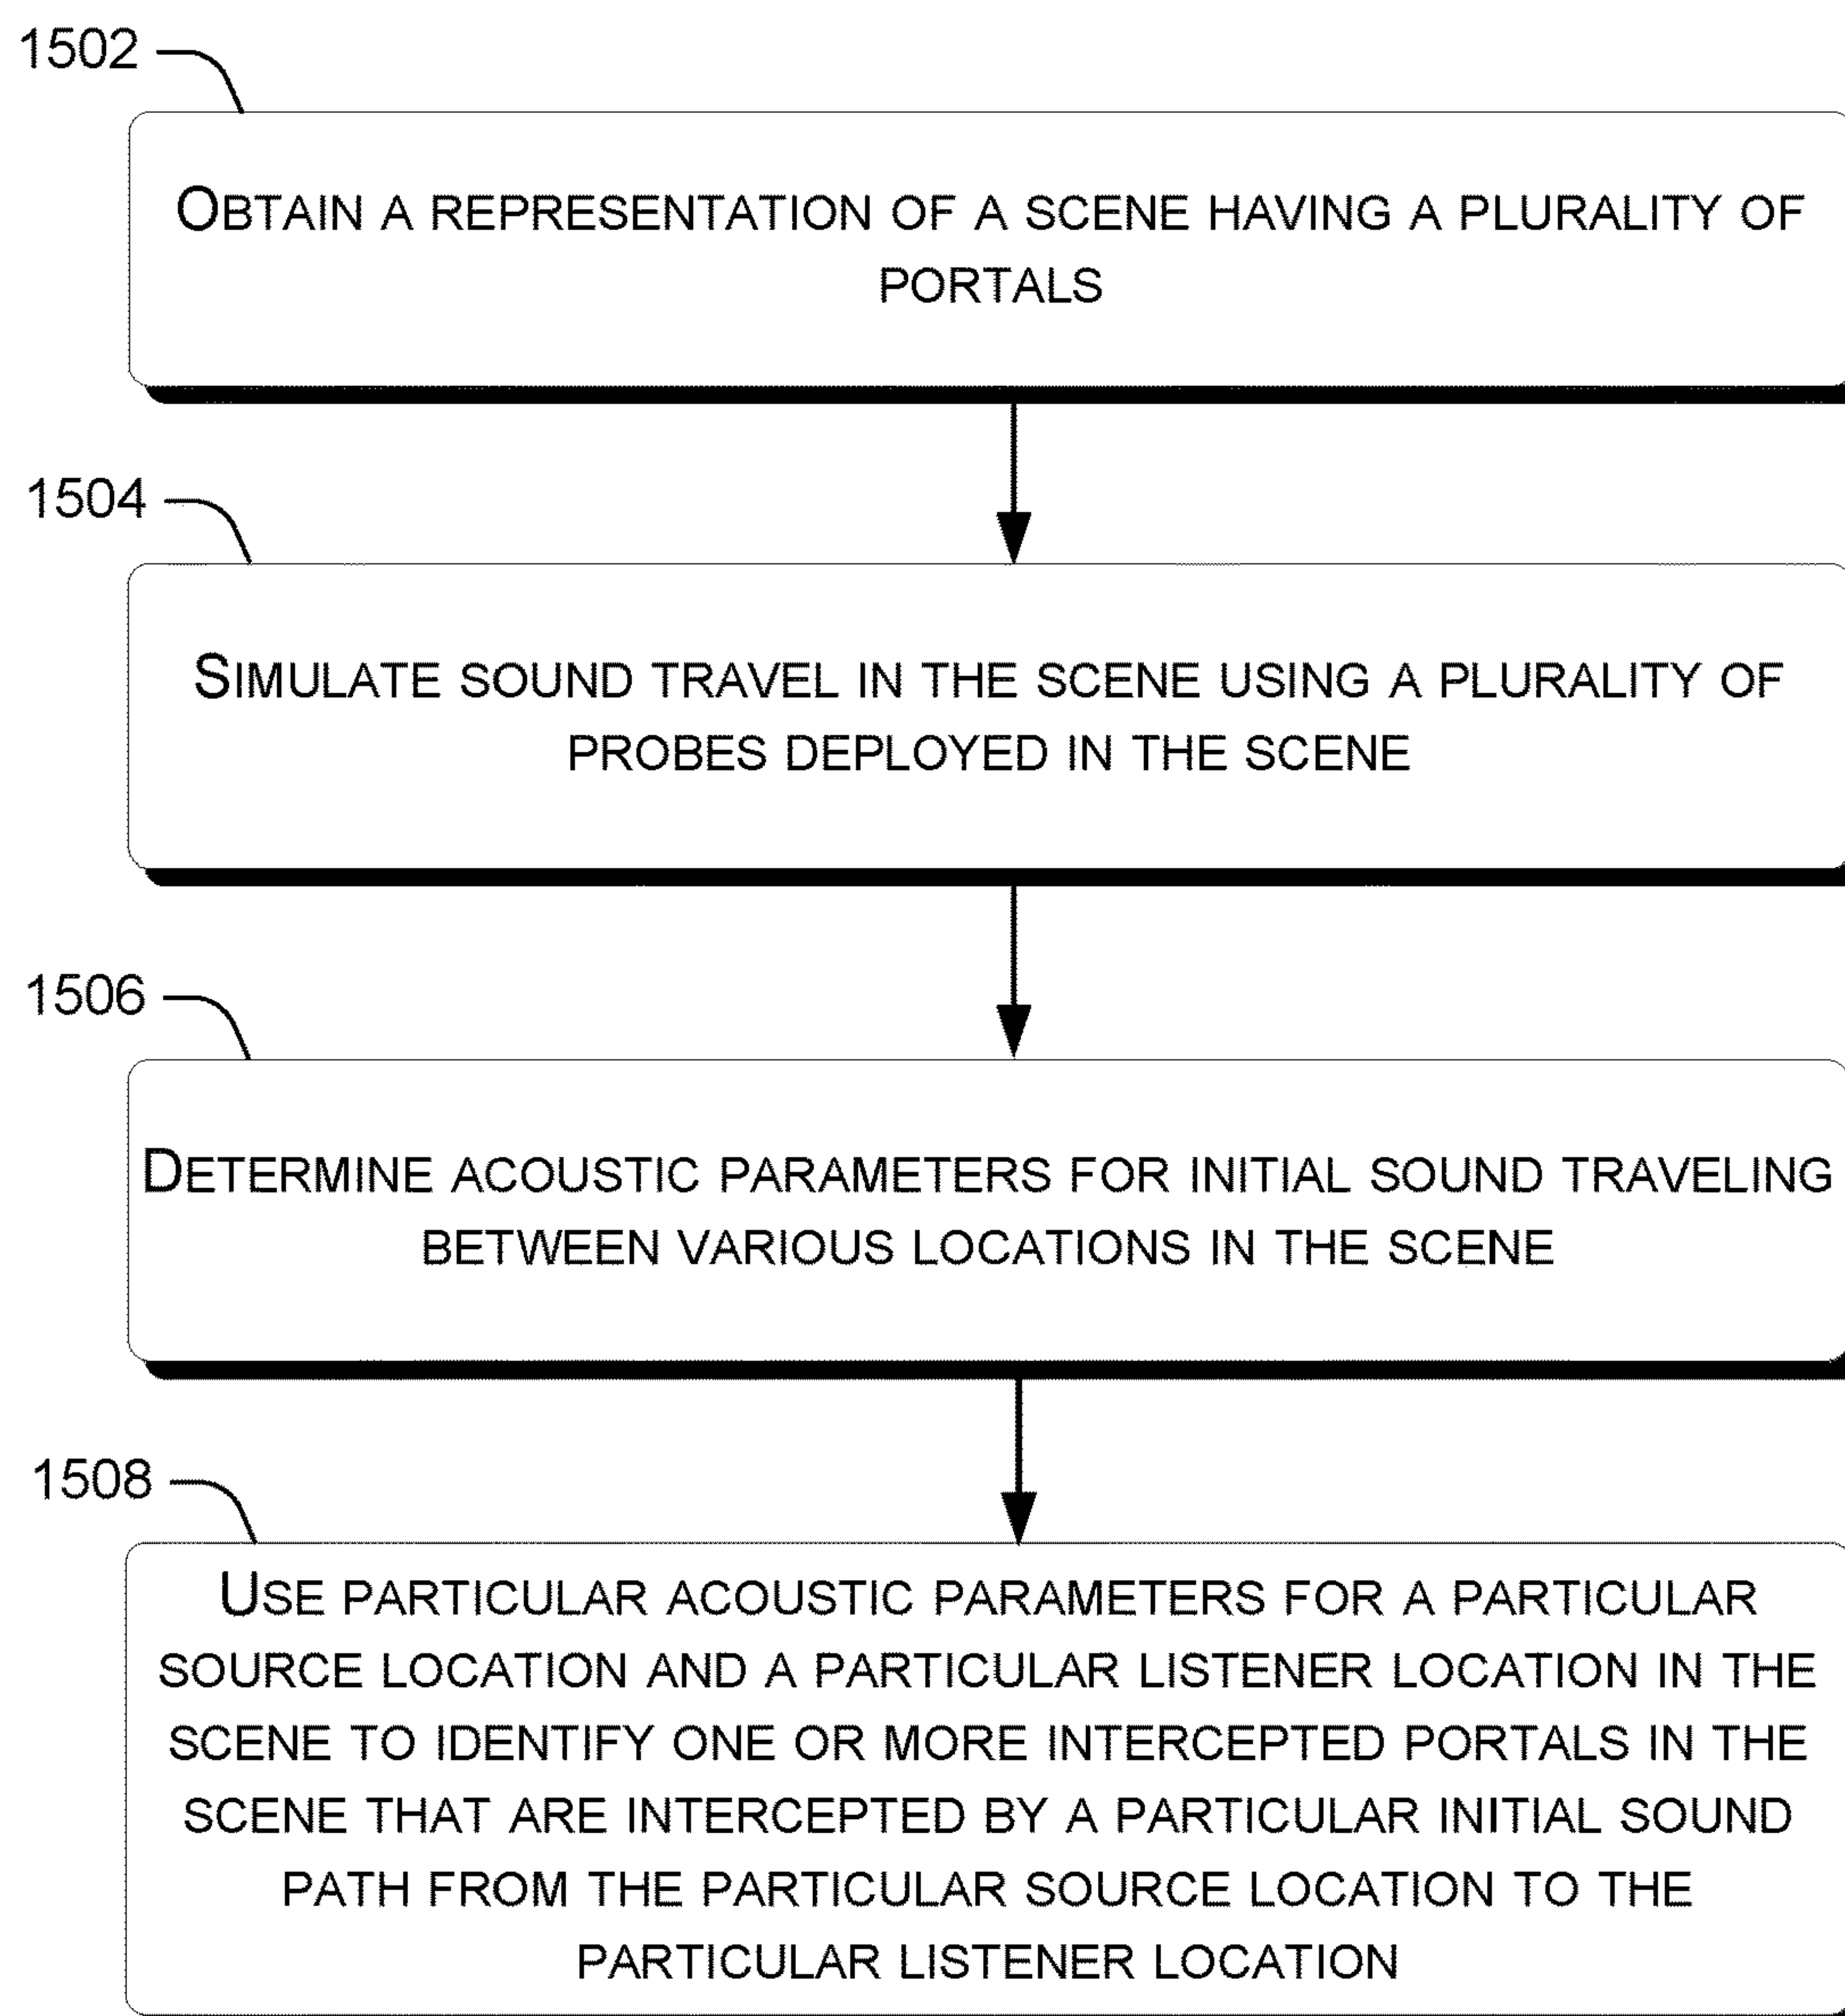 1502
OBTAIN A REPRESENTATION OF A SCENE HAVING A PLURALITY OF
PORTALS
1504
SIMULATE SOUND TRAVEL IN THE SCENE USING A PLURALITY OF
PROBES DEPLOYED IN THE SCENE
1506
DETERMINE ACOUSTIC PARAMETERS FOR INITIAL SOUND TRAVELING
BETWEEN VARIOUS LOCATIONS IN THE SCENE
1508
USE PARTICULAR ACOUSTIC PARAMETERS FOR A PARTICULAR
SOURCE LOCATION AND A PARTICULAR LISTENER LOCATION IN THE
SCENE TO IDENTIFY ONE OR MORE INTERCEPTED PORTALS IN THE
SCENE THAT ARE INTERCEPTED BY A PARTICULAR INITIAL SOUND
PATH FROM THE PARTICULAR SOURCE LOCATION TO THE
PARTICULAR LISTENER LOCATION